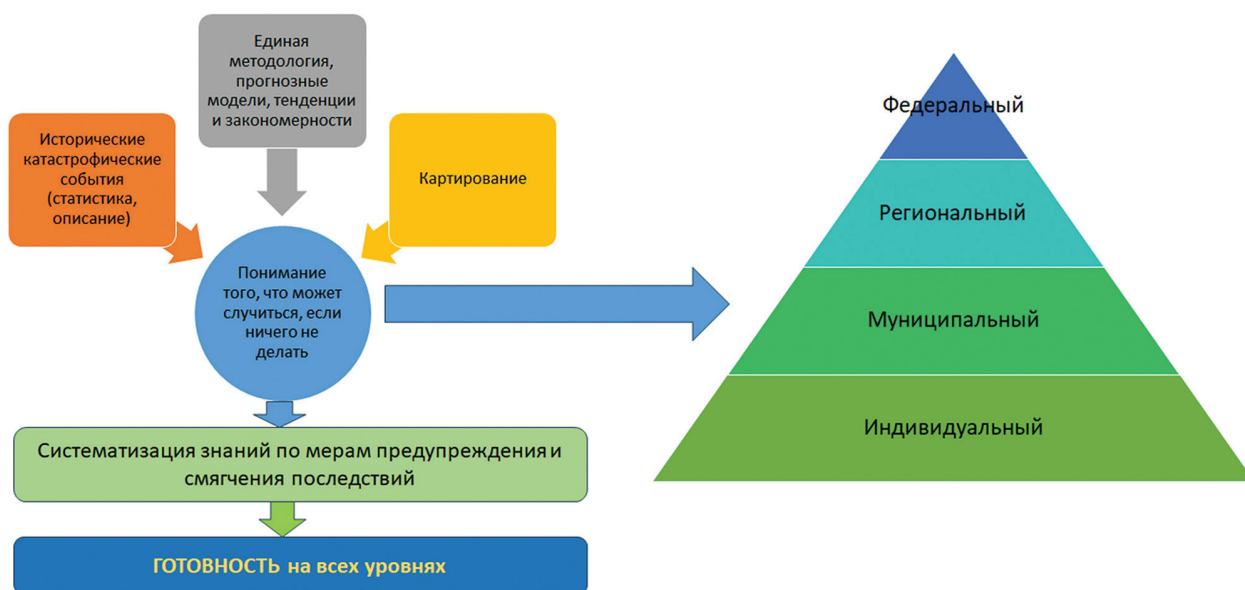 Единая
методология,
прогнозные
модели, тенденции
и закономерности
Исторические
катастрофические
события
(статистика,
описание)
Картирование
Понимание
того, что может
случиться, если
ничего не
делать
Систематизация знаний по мерам предупреждения и
смягчения последствий
ГОТОВНОСТЬ на всех уровнях
Федеральный
Региональный
Муниципальный
Индивидуальный